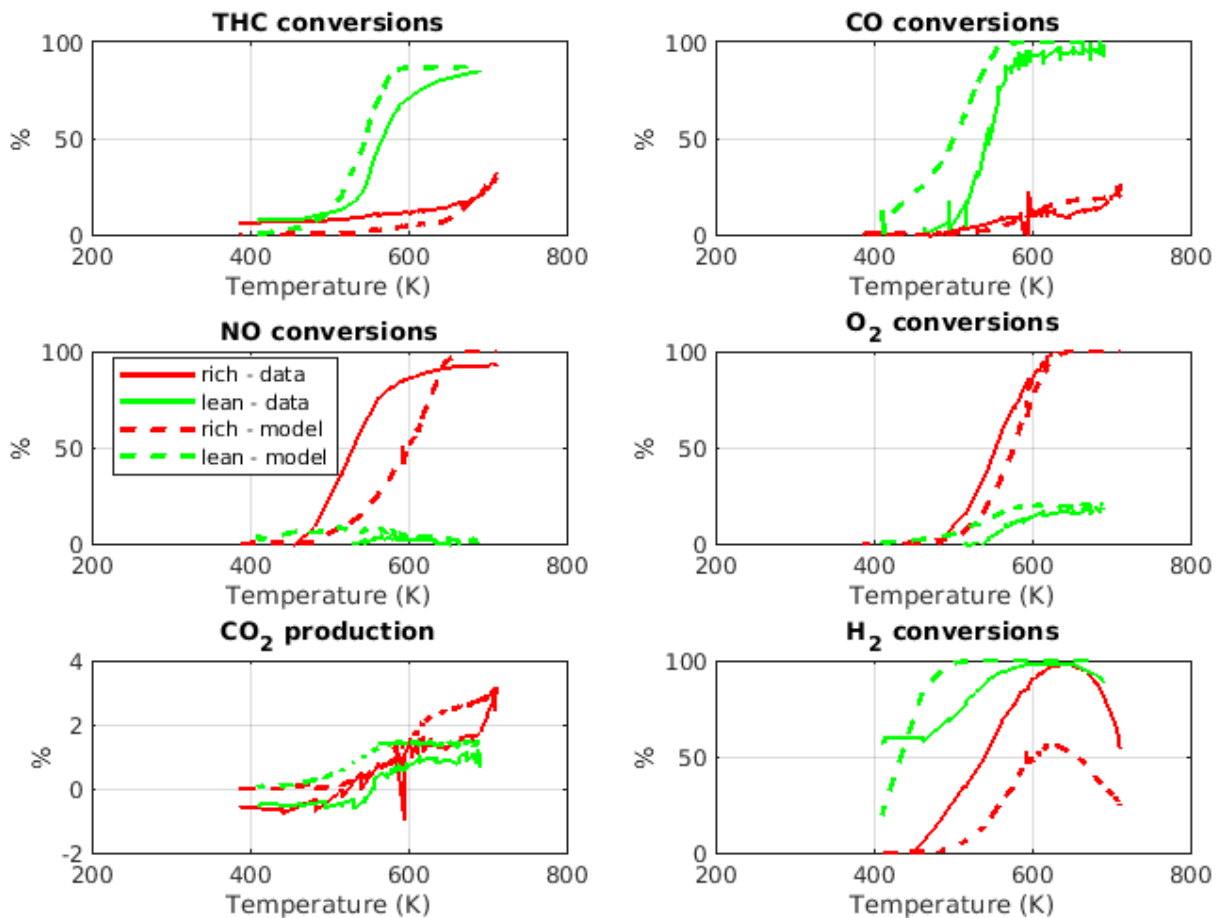 THC conversions
100
50
0
%
200 400 600 800
Temperature (K)
CO conversions
100
50
0
%
200 400 600 800
Temperature (K)
NO conversions
100
50
0
%
rich - data
lean - data
rich - model
lean - model
200 400 600 800
Temperature (K)
O2 conversions
100
50
0
%
200 400 600 800
Temperature (K)
CO2 production
4
2
0
-2
%
200 400 600 800
Temperature (K)
H2 conversions
100
50
0
%
200 400 600 800
Temperature (K)